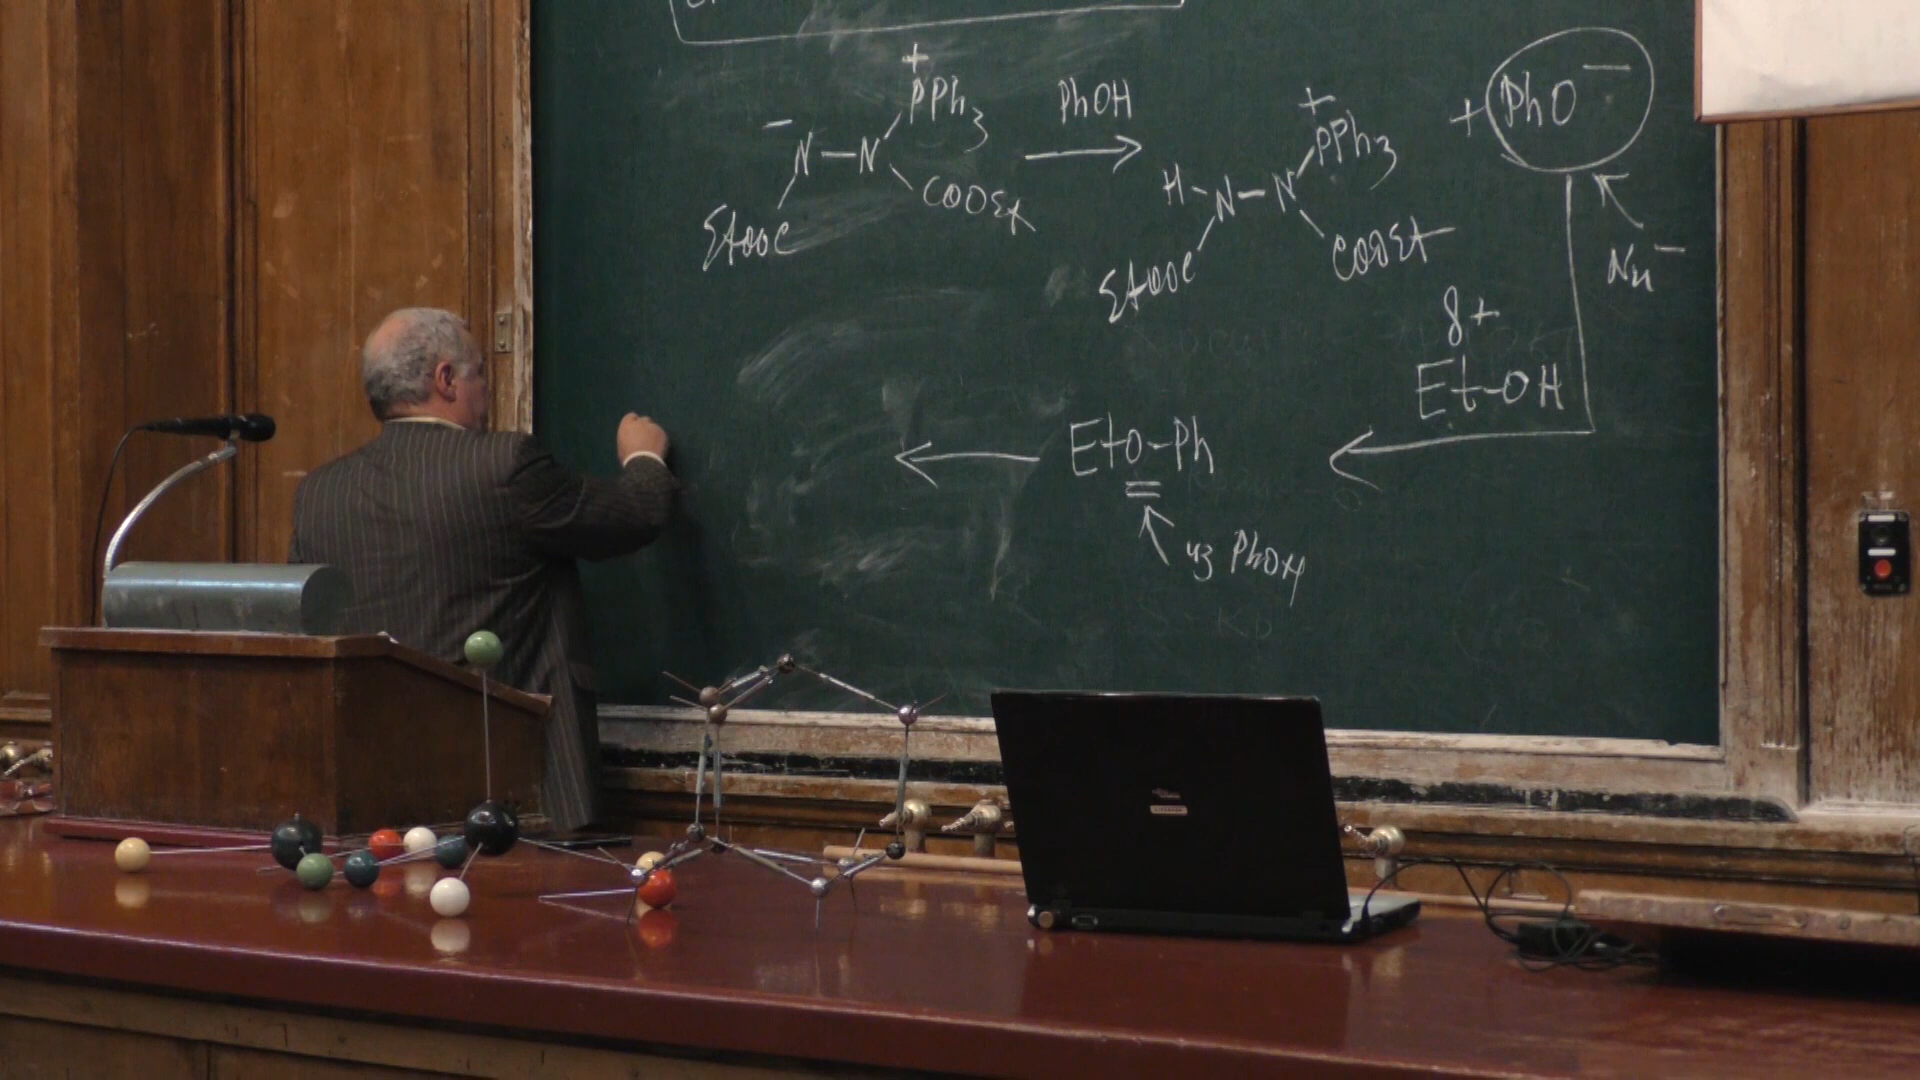 +
− N–N PPh3 PhOH + PhO−
EtOOC COOEt
+
H-N–N PPh3
EtOOC COOEt
Nu−
δ+
Et-OH
EtO-Ph
из PhOH